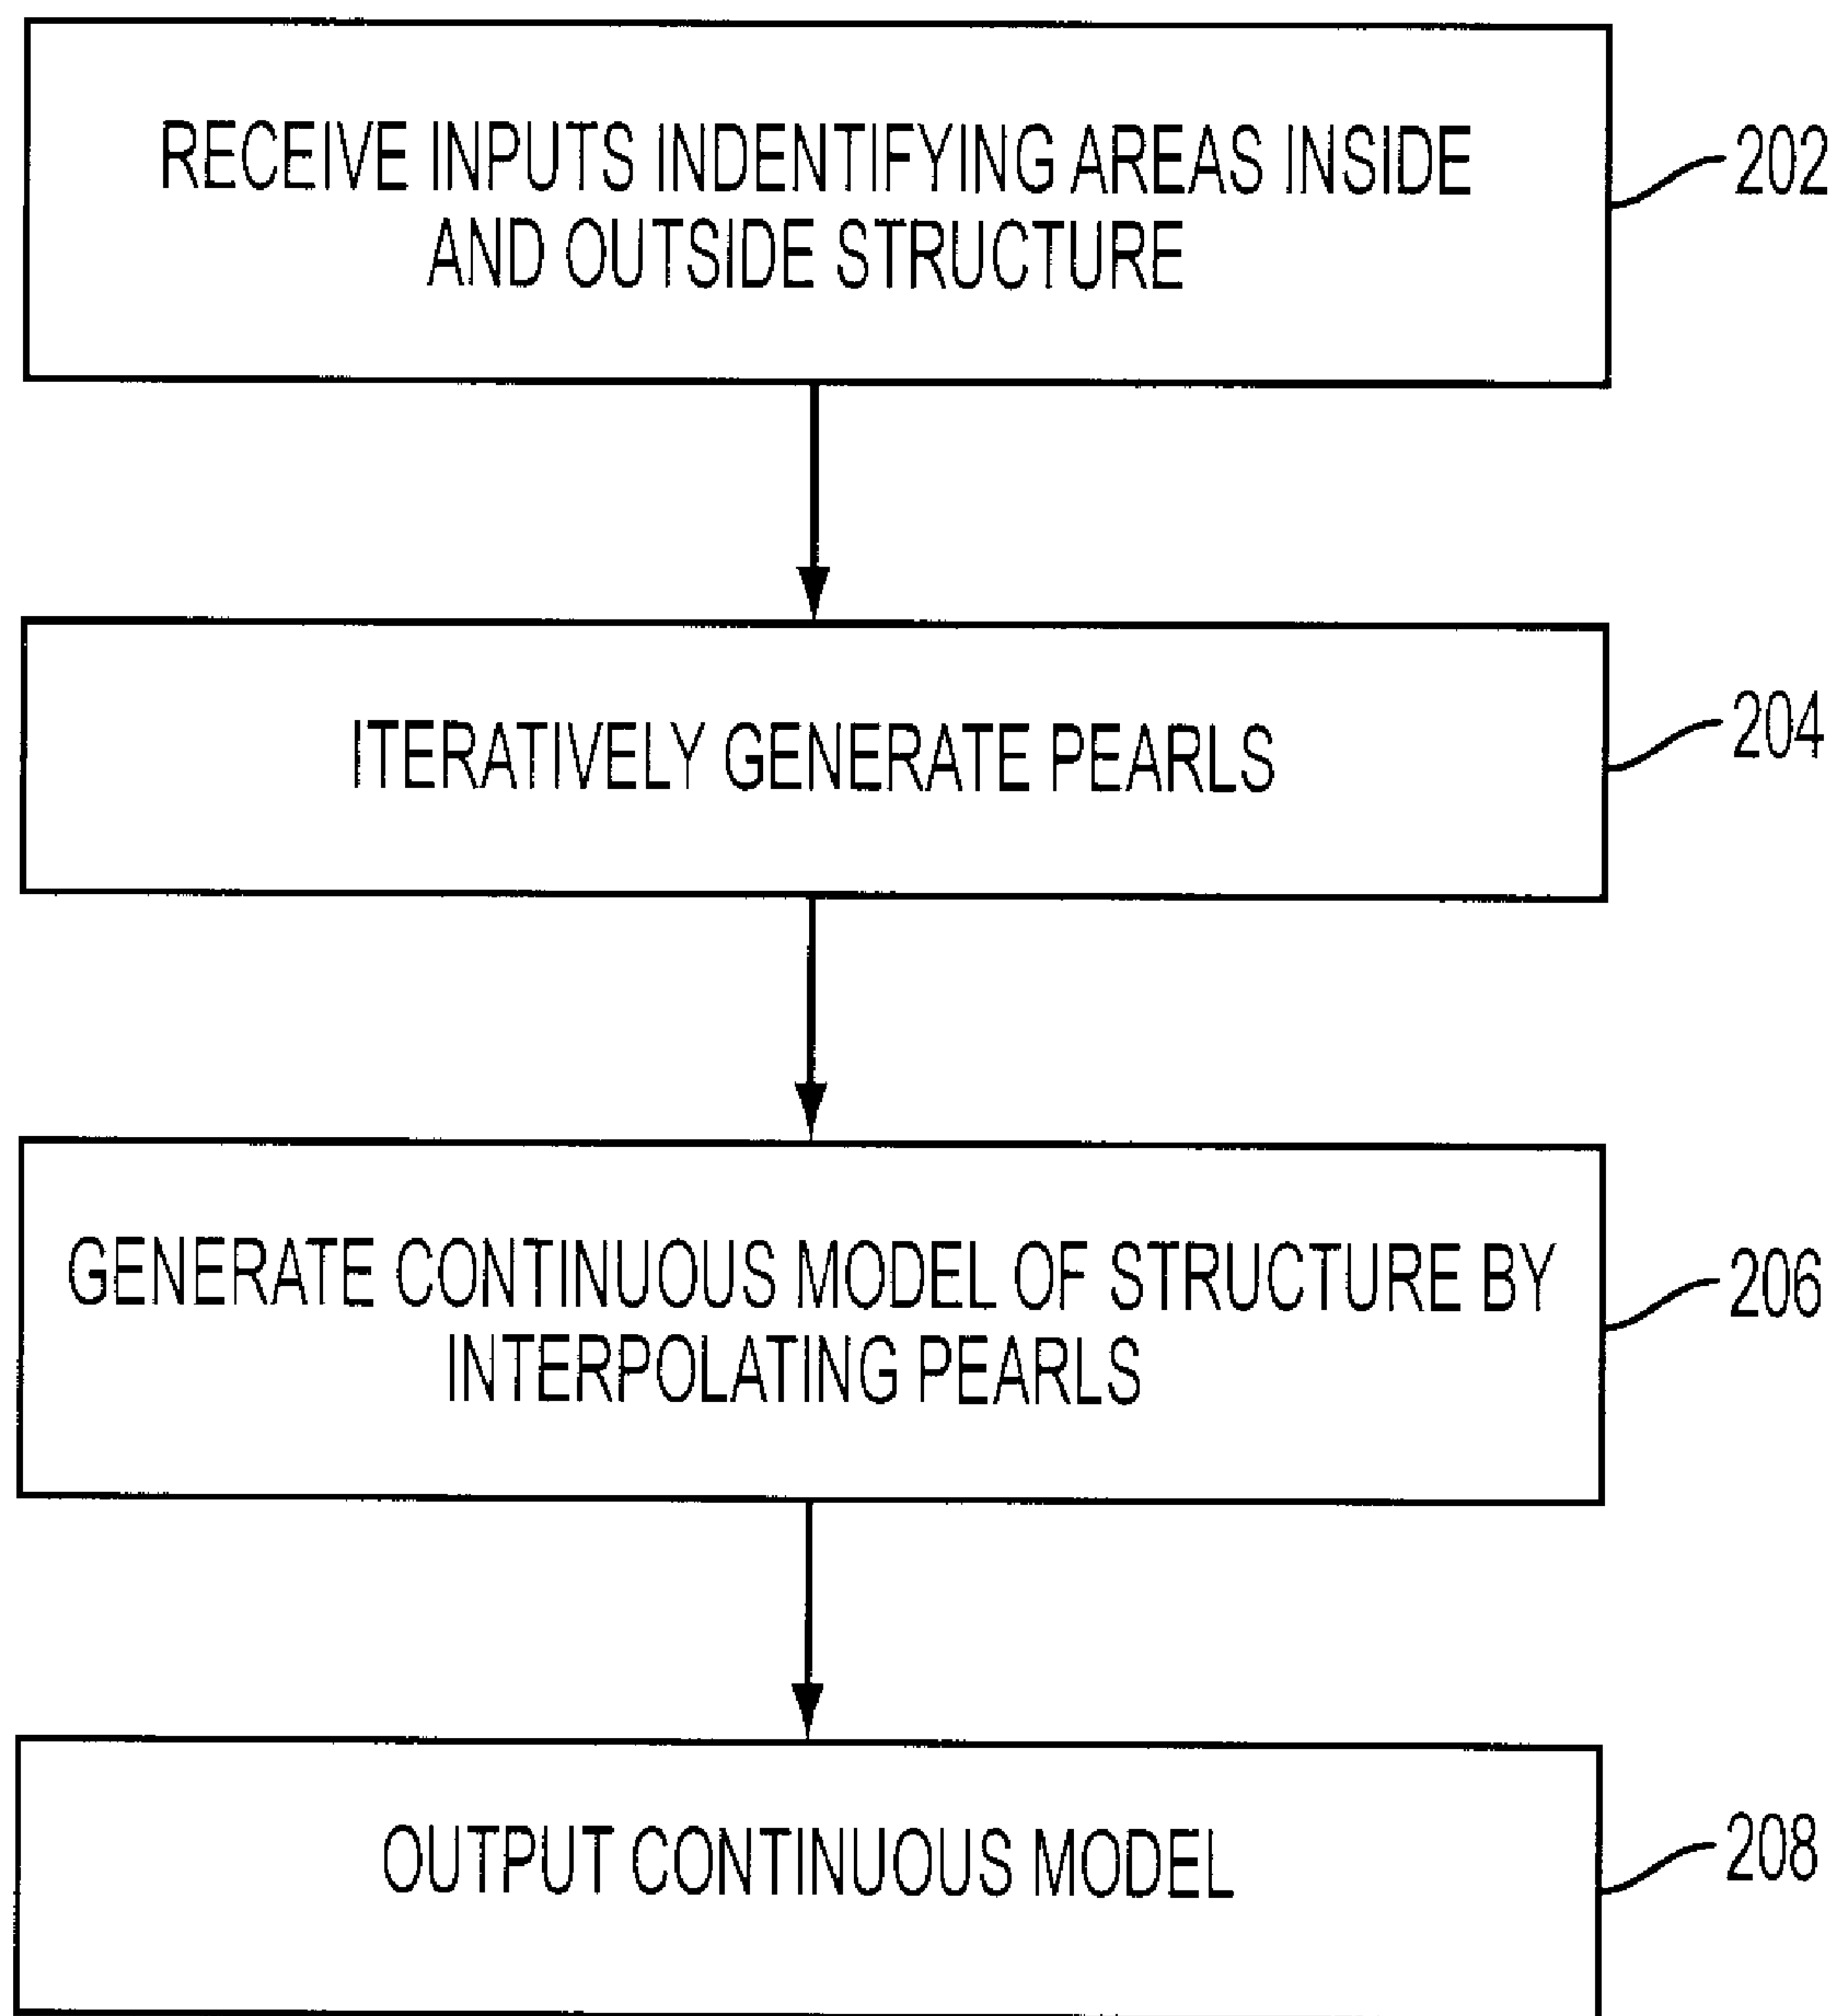 RECEIVE INPUTS INDENTIFYING AREAS INSIDE
AND OUTSIDE STRUCTURE
202
ITERATIVELY GENERATE PEARLS
204
GENERATE CONTINUOUS MODEL OF STRUCTURE BY
INTERPOLATING PEARLS
206
OUTPUT CONTINUOUS MODEL
208